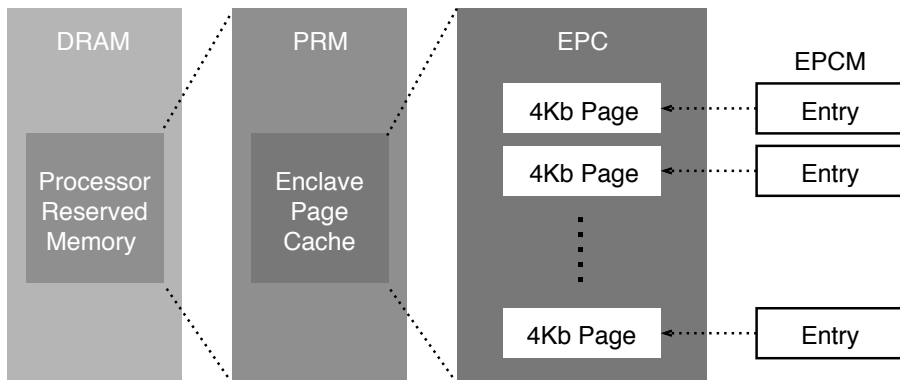 DRAM
Processor
Reserved
Memory
PRM
Enclave
Page
Cache
EPC
4Kb Page
4Kb Page
4Kb Page
EPCM
Entry
Entry
Entry